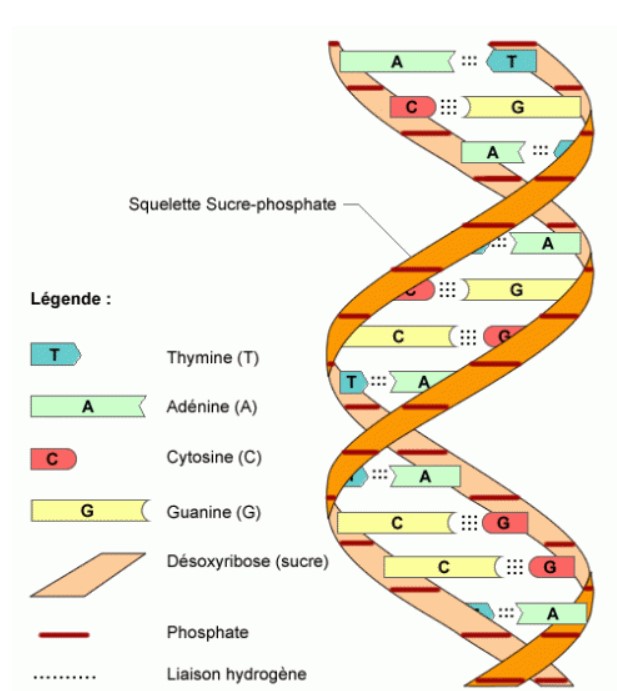 A T
C G
A
Squelette Sucre-phosphate
A
C G
Légende :
C G
T Thymine (T)
T A
A Adénine (A)
C Cytosine (C)
A
G Guanine (G)
C G
Désoxyribose (sucre)
C G
A
Phosphate
Liaison hydrogène